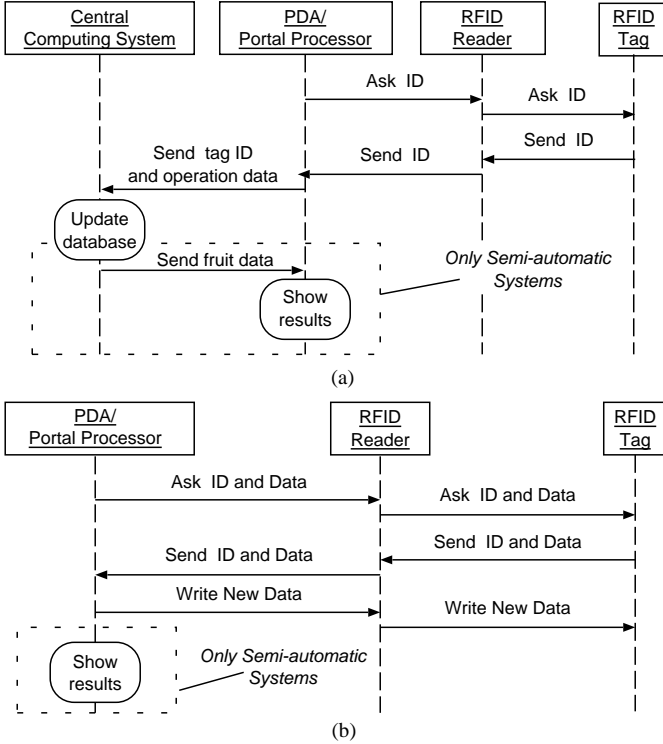 Central
Computing System
PDA/
Portal Processor
RFID
Reader
RFID
Tag
Ask ID
Ask ID
Send ID
Send ID
Send tag ID
and operation data
Update
database
Send fruit data
Only Semi-automatic
Systems
Show
results
(a)
PDA/
Portal Processor
RFID
Reader
RFID
Tag
Ask ID and Data
Ask ID and Data
Send ID and Data
Send ID and Data
Write New Data
Write New Data
Show
results
Only Semi-automatic
Systems
(b)